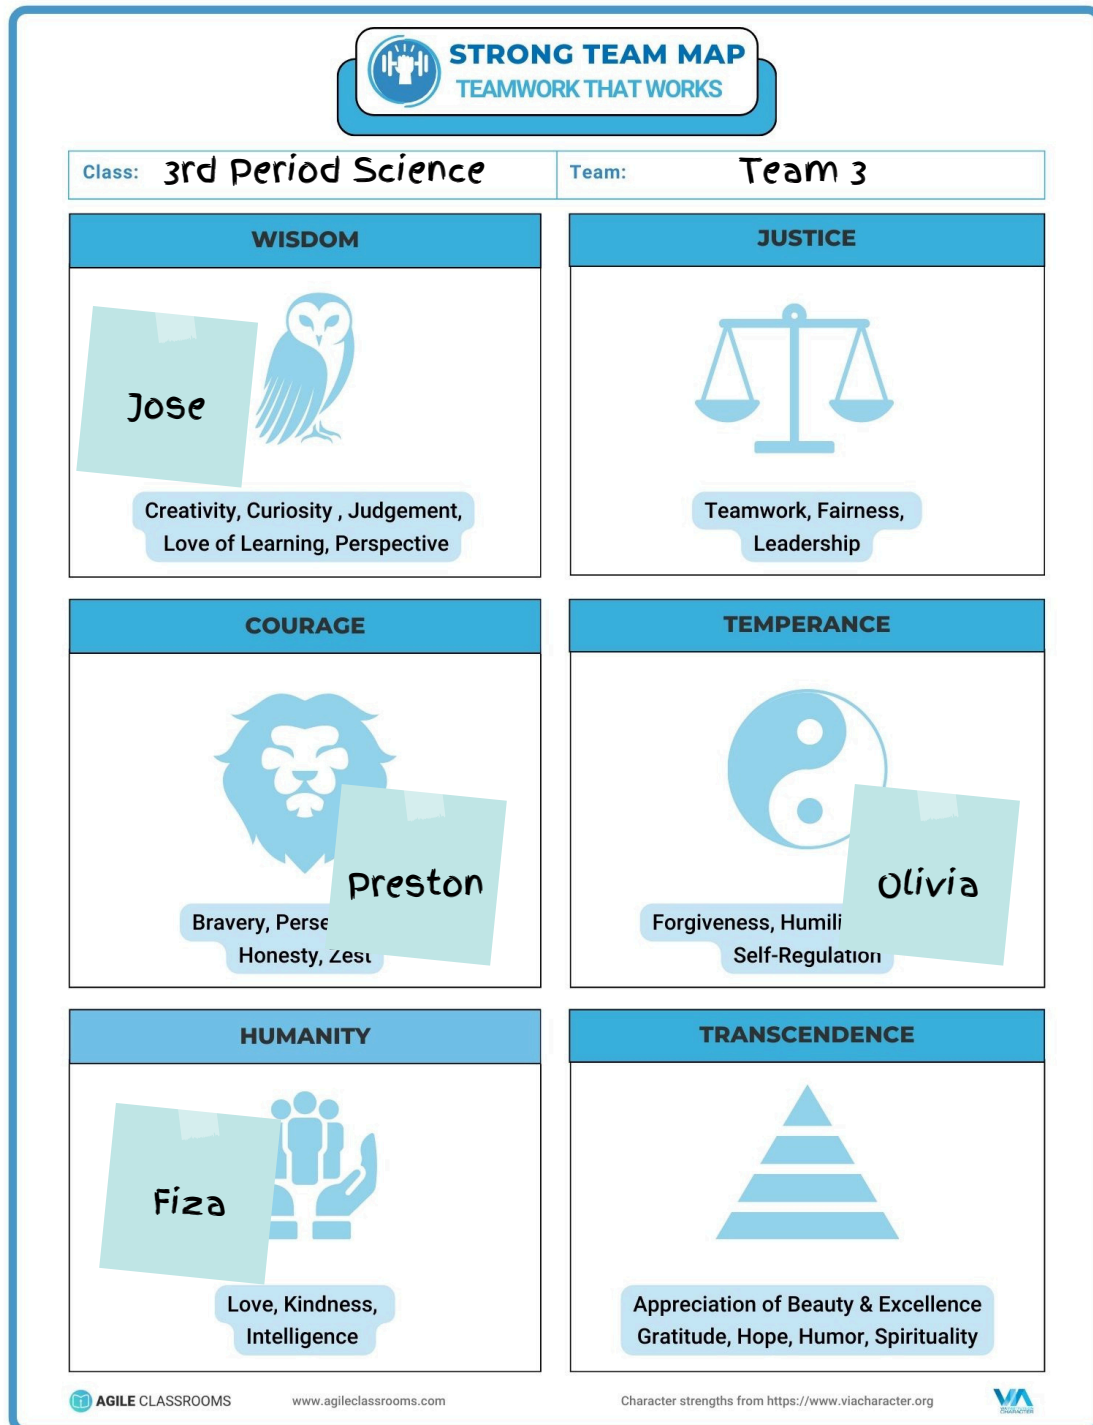 STRONG TEAM MAP
TEAMWORK THAT WORKS
Class: 3rd Period Science
Team: Team 3
WISDOM
Jose
Creativity, Curiosity , Judgement,
Love of Learning, Perspective
JUSTICE
Teamwork, Fairness,
Leadership
COURAGE
Preston
Bravery, Perse
Honesty, Zest
TEMPERANCE
Olivia
Forgiveness, Humili
Self-Regulation
HUMANITY
Fiza
Love, Kindness,
Intelligence
TRANSCENDENCE
Appreciation of Beauty & Excellence
Gratitude, Hope, Humor, Spirituality
AGILE CLASSROOMS
www.agileclassrooms.com
Character strengths from https://www.viacharacter.org
VIA